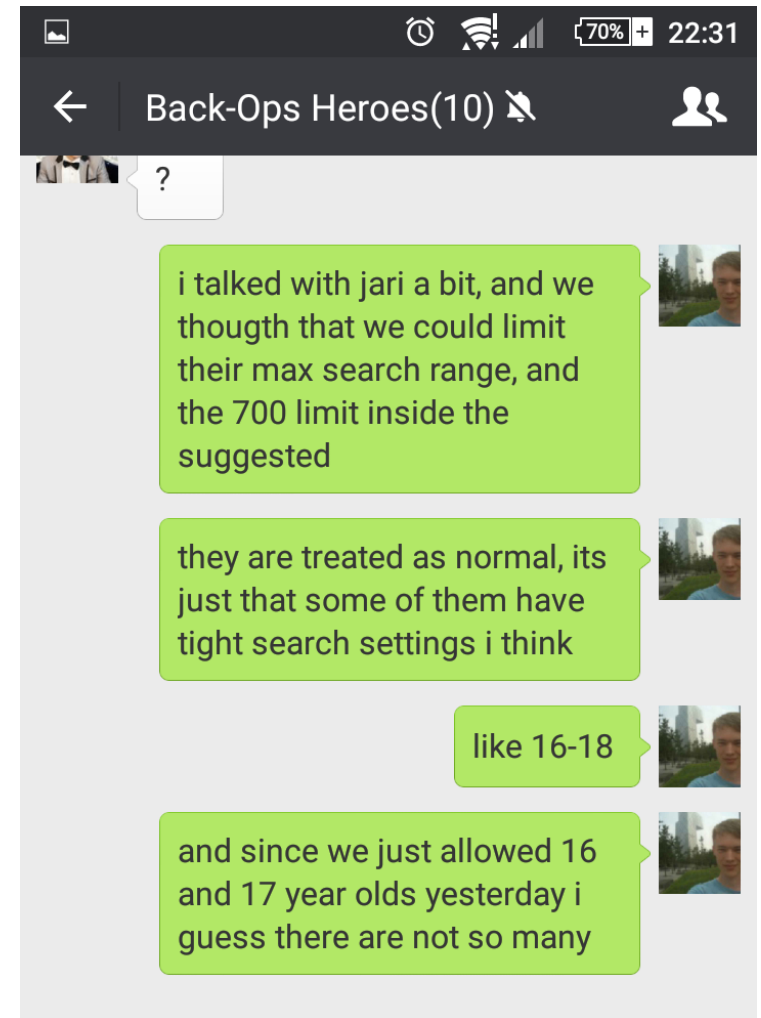 70% 22:31
Back-Ops Heroes(10)
?
i talked with jari a bit, and we
thougth that we could limit
their max search range, and
the 700 limit inside the
suggested
they are treated as normal, its
just that some of them have
tight search settings i think
like 16-18
and since we just allowed 16
and 17 year olds yesterday i
guess there are not so many